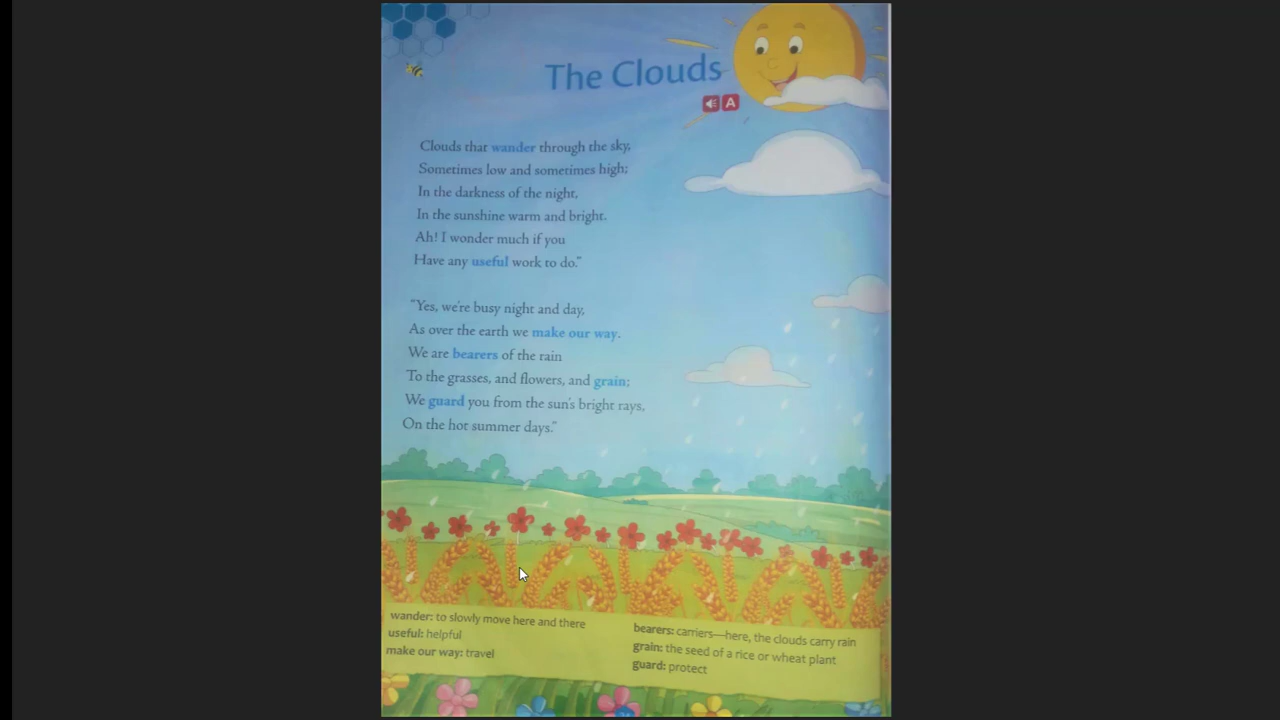 The Clouds
A
Clouds that wander through the sky,
Sometimes low and sometimes high;
In the darkness of the night,
In the sunshine warm and bright.
Ah! I wonder much if you
Have any useful work to do."
"Yes, we're busy night and day,
As over the earth we make our way.
We are bearers of the rain
To the grasses, and flowers, and grain;
We guard you from the sun's bright rays,
On the hot summer days."
wander: to slowly move here and there
useful: helpful
make our way: travel
bearers: carriers—here, the clouds carry rain
grain: the seed of a rice or wheat plant
guard: protect